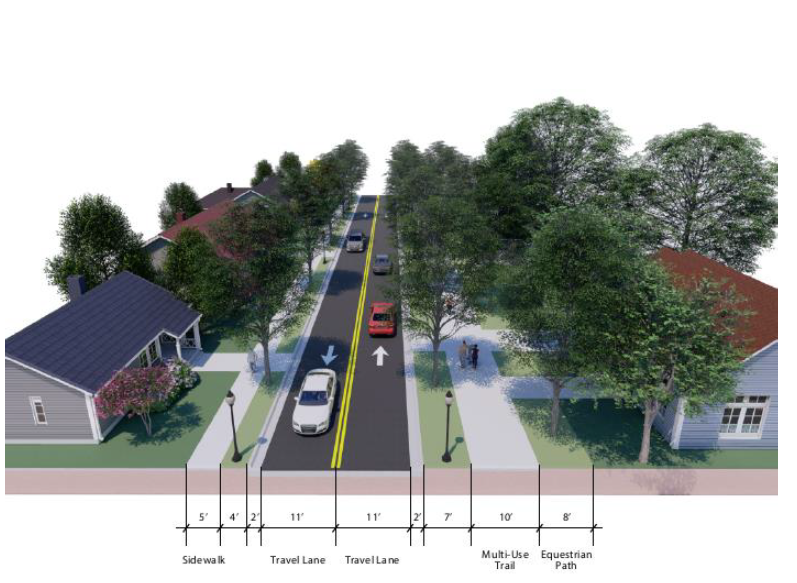 5' 4' 2' 11' 11' 2' 7' 10' 8'
Sidewalk Travel Lane Travel Lane Multi-Use Equestrian
Trail Path